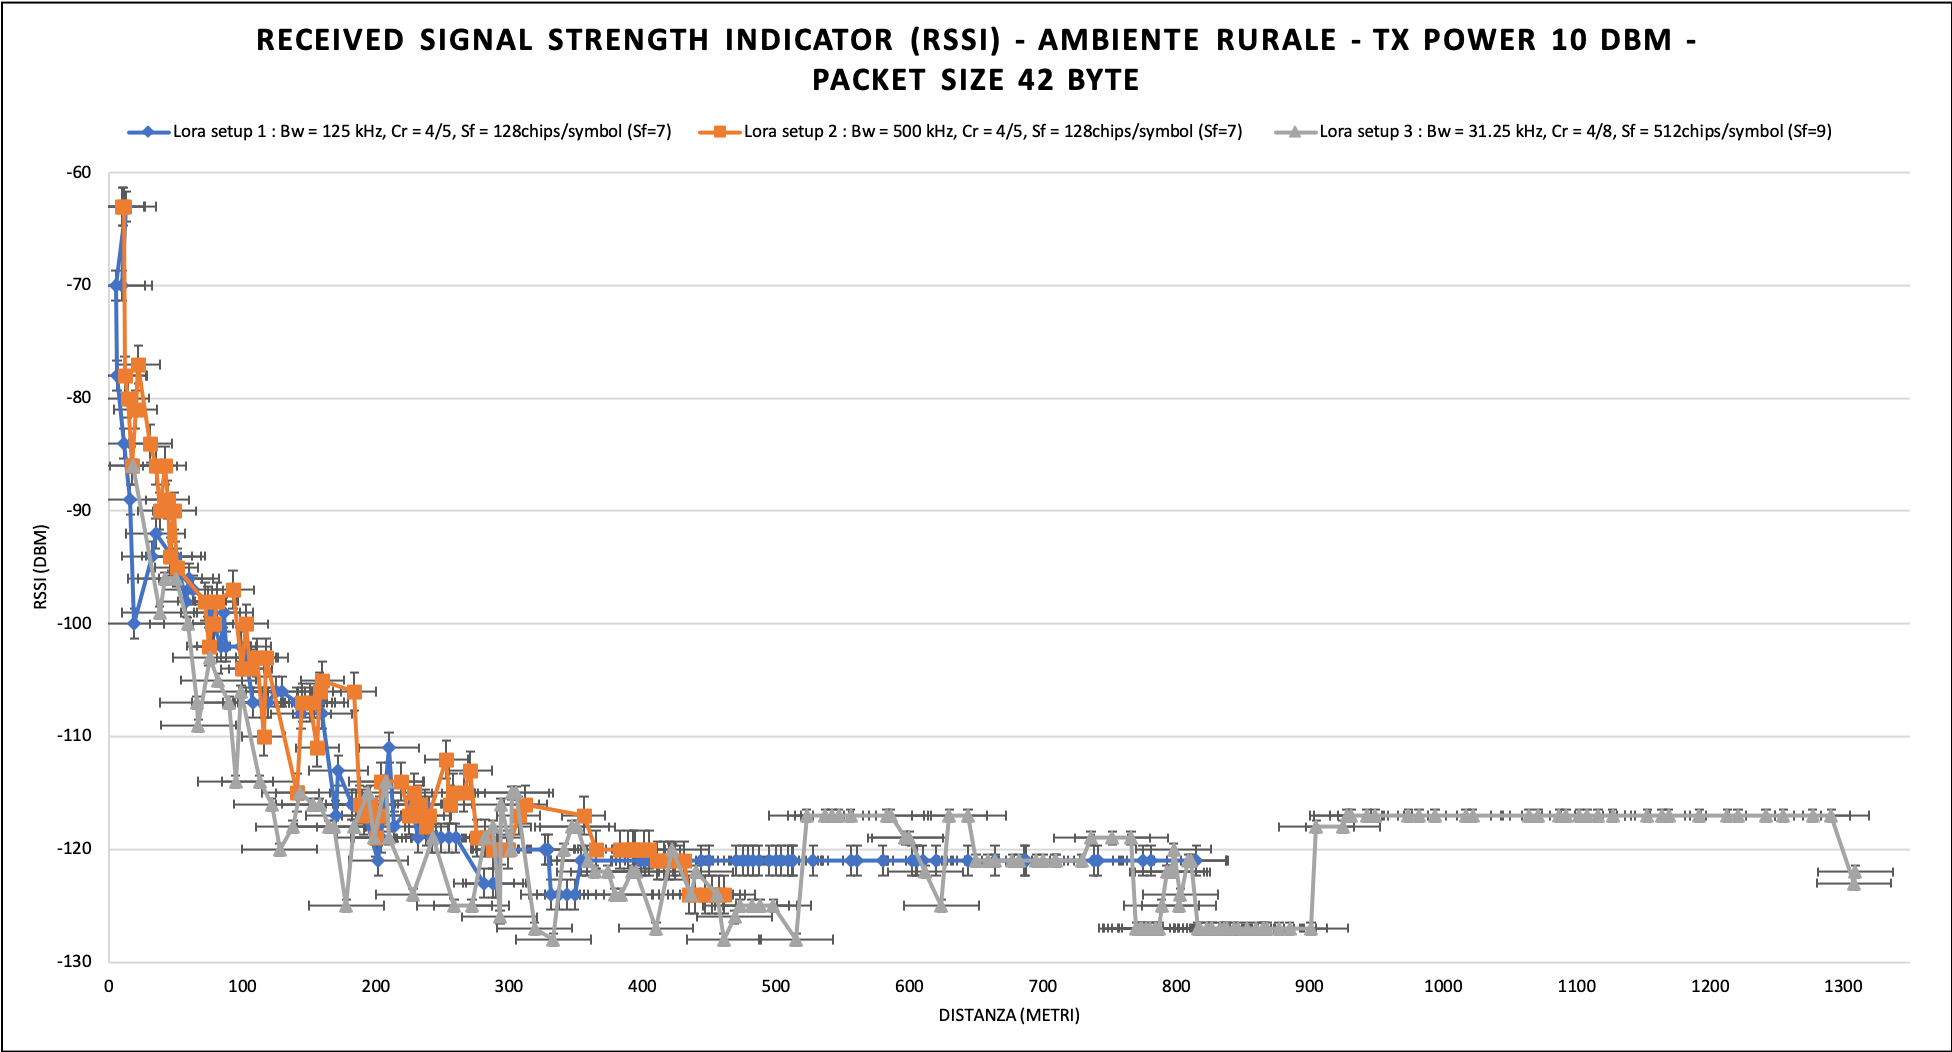 RECEIVED SIGNAL STRENGTH INDICATOR (RSSI) - AMBIENTE RURALE - TX POWER 10 DBM -
PACKET SIZE 42 BYTE
Lora setup 1 : Bw = 125 kHz, Cr = 4/5, Sf = 128chips/symbol (Sf=7)
Lora setup 2 : Bw = 500 kHz, Cr = 4/5, Sf = 128chips/symbol (Sf=7)
Lora setup 3 : Bw = 31.25 kHz, Cr = 4/8, Sf = 512chips/symbol (Sf=9)
-60
-70
-80
-90
-100
-110
-120
-130
RSSI (DBM)
0 100 200 300 400 500 600 700 800 900 1000 1100 1200 1300
DISTANZA (METRI)